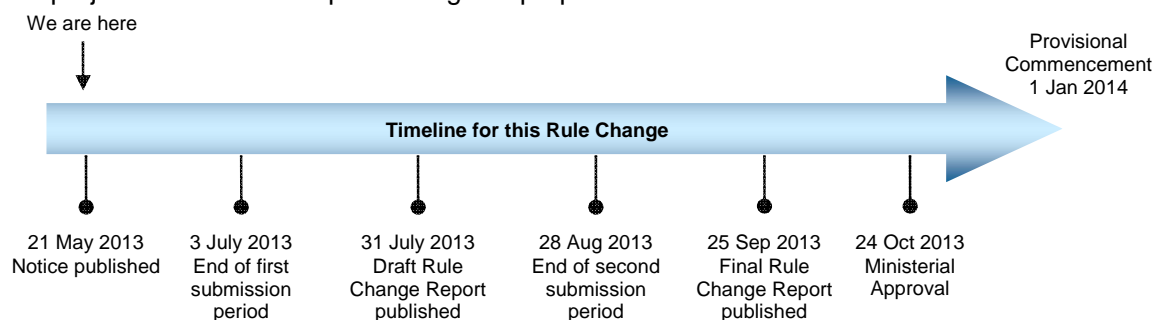 We are here
Provisional
Commencement
1 Jan 2014
Timeline for this Rule Change
21 May 2013
Notice published
3 July 2013
End of first
submission
period
31 July 2013
Draft Rule
Change Report
published
28 Aug 2013
End of second
submission
period
25 Sep 2013
Final Rule
Change Report
published
24 Oct 2013
Ministerial
Approval